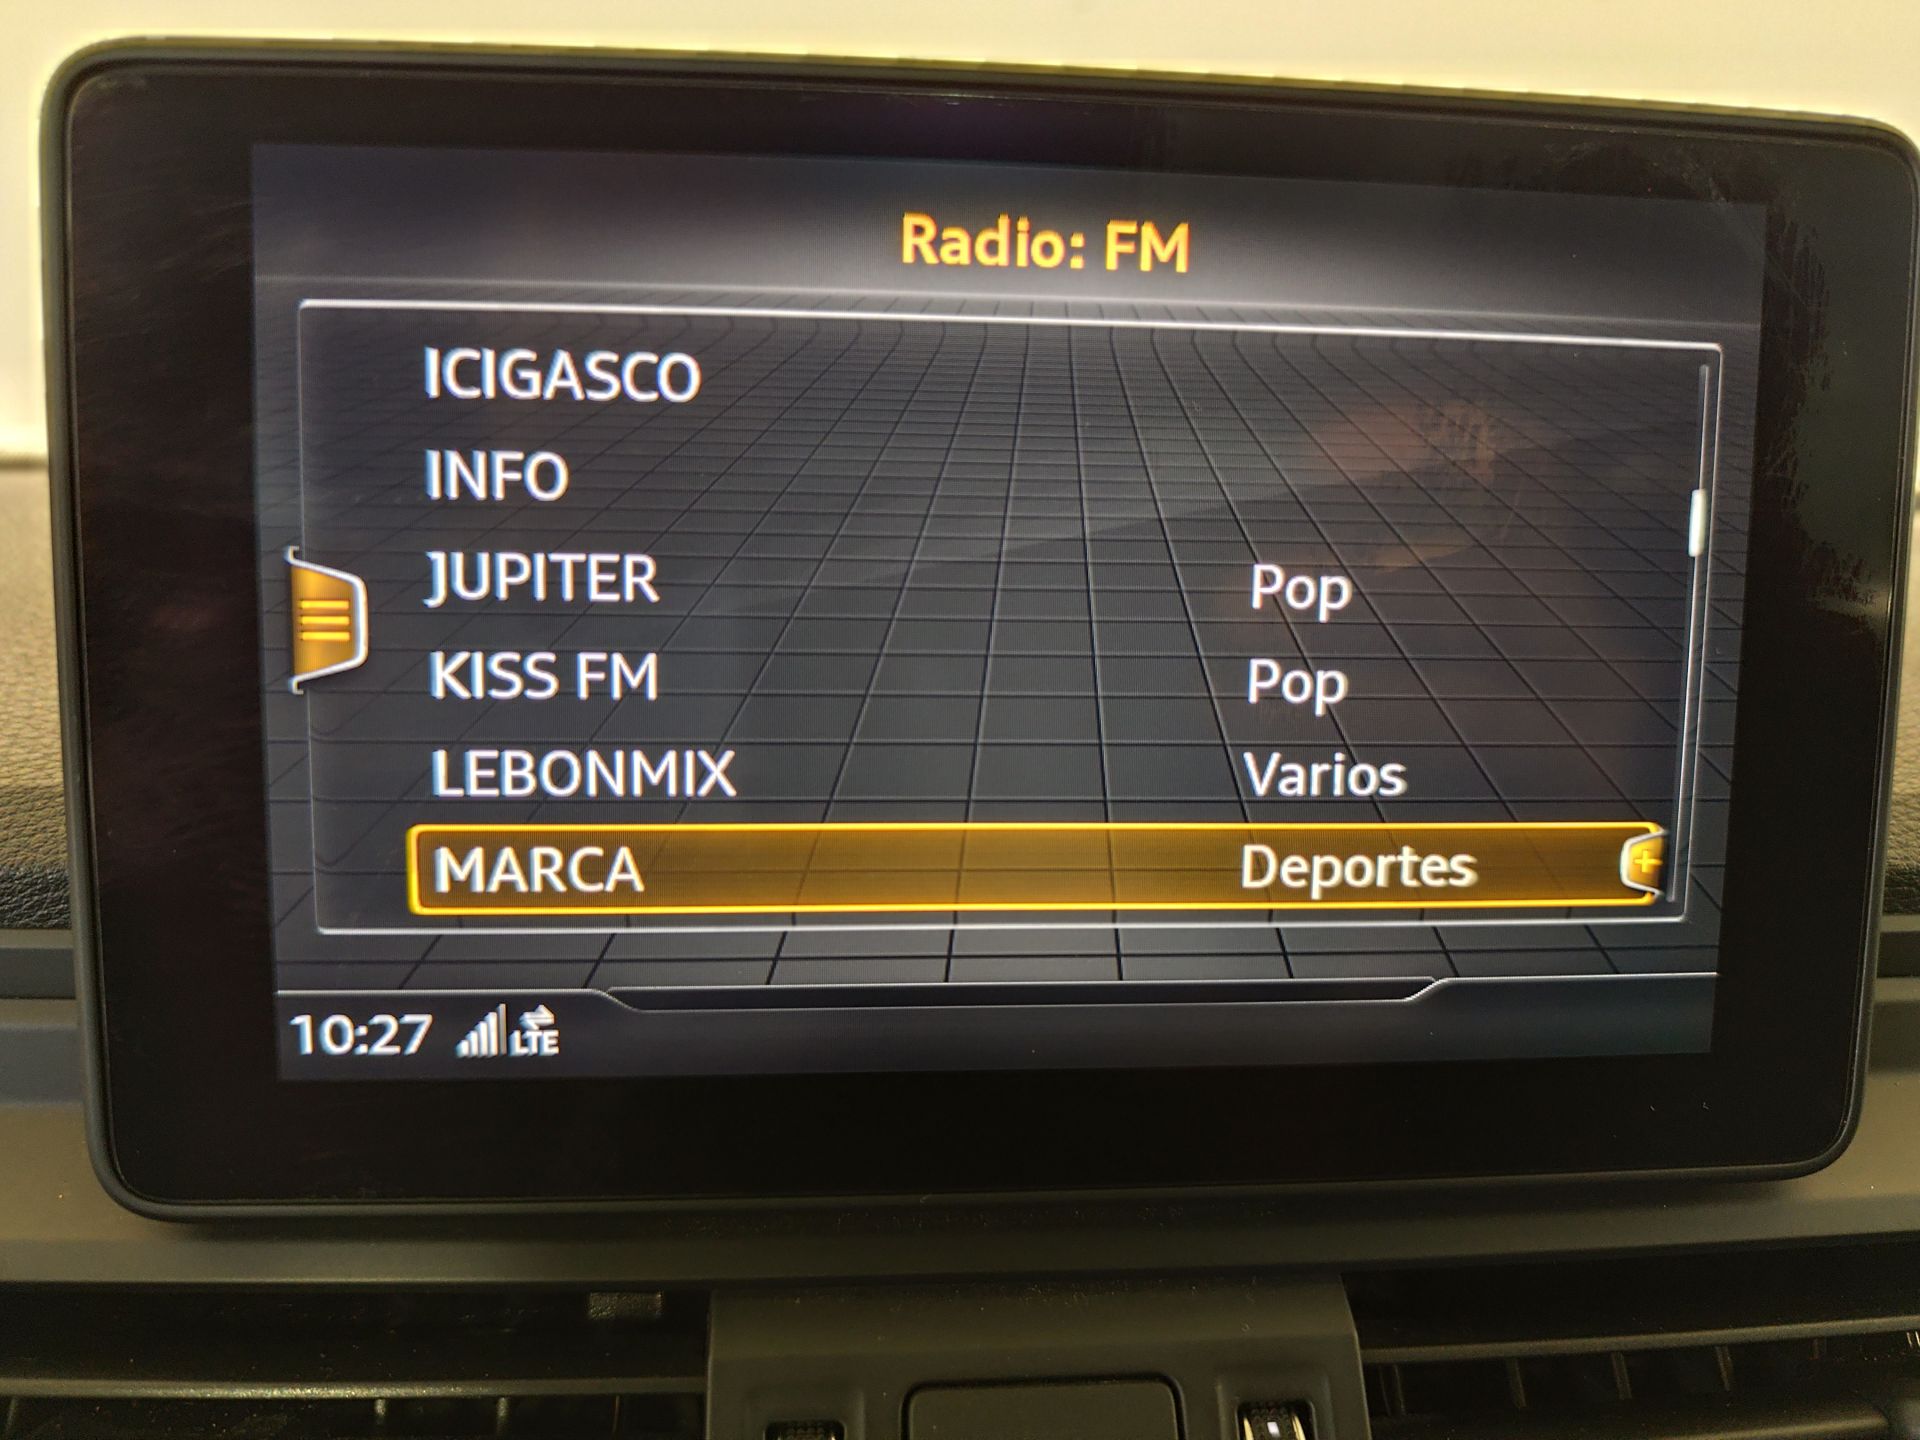 Radio: FM
ICIGASCO
INFO
JUPITER Pop
KISS FM Pop
LEBONMIX Varios
MARCA Deportes
10:27 LTE